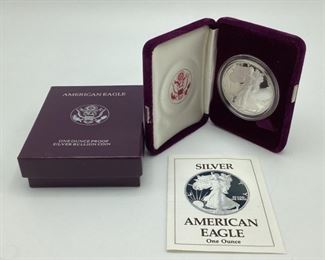 AMERICAN EAGLE
ONE OUNCE PROOF
SILVER BULLION COIN
SILVER
AMERICAN
EAGLE
One Ounce